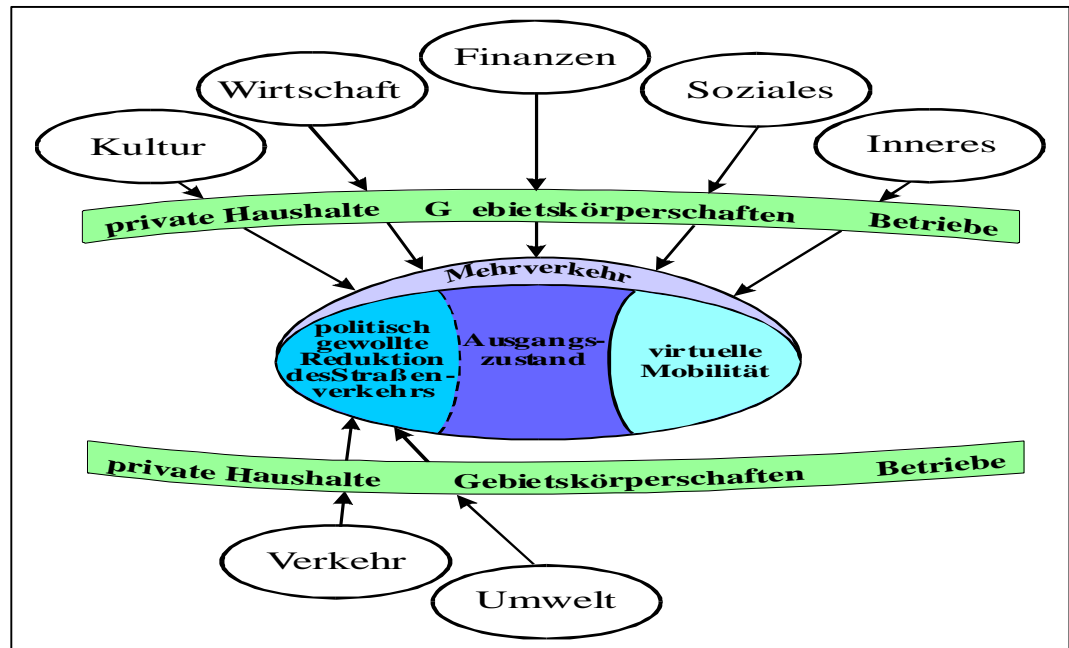 Finanzen
Wirtschaft
Soziales
Kultur
Inneres
private Haushalte G ebietskörperschaften Betriebe
Mehrverkehr
politisch
gewollte
Reduktion
desStraßen-
verkehrs
Ausgangs-
zustand
virtuelle
Mobilität
private Haushalte Gebietskörperschaften Betriebe
Verkehr
Umwelt